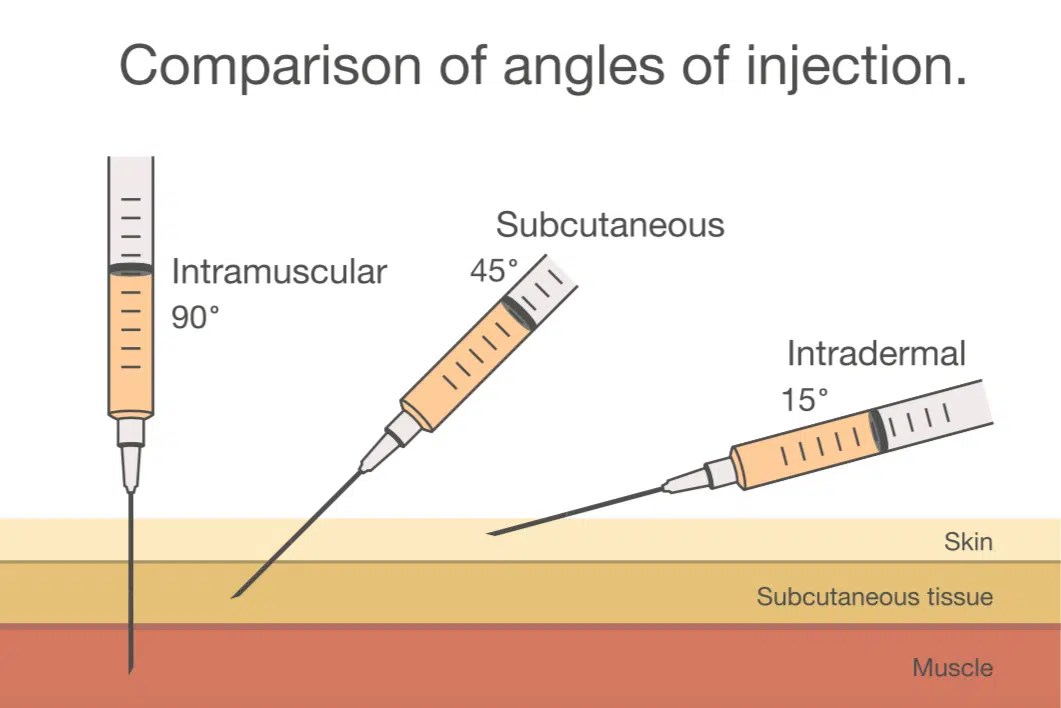 Comparison of angles of injection.
Subcutaneous
45°
Intramuscular
90°
Intradermal
15°
Skin
Subcutaneous tissue
Muscle